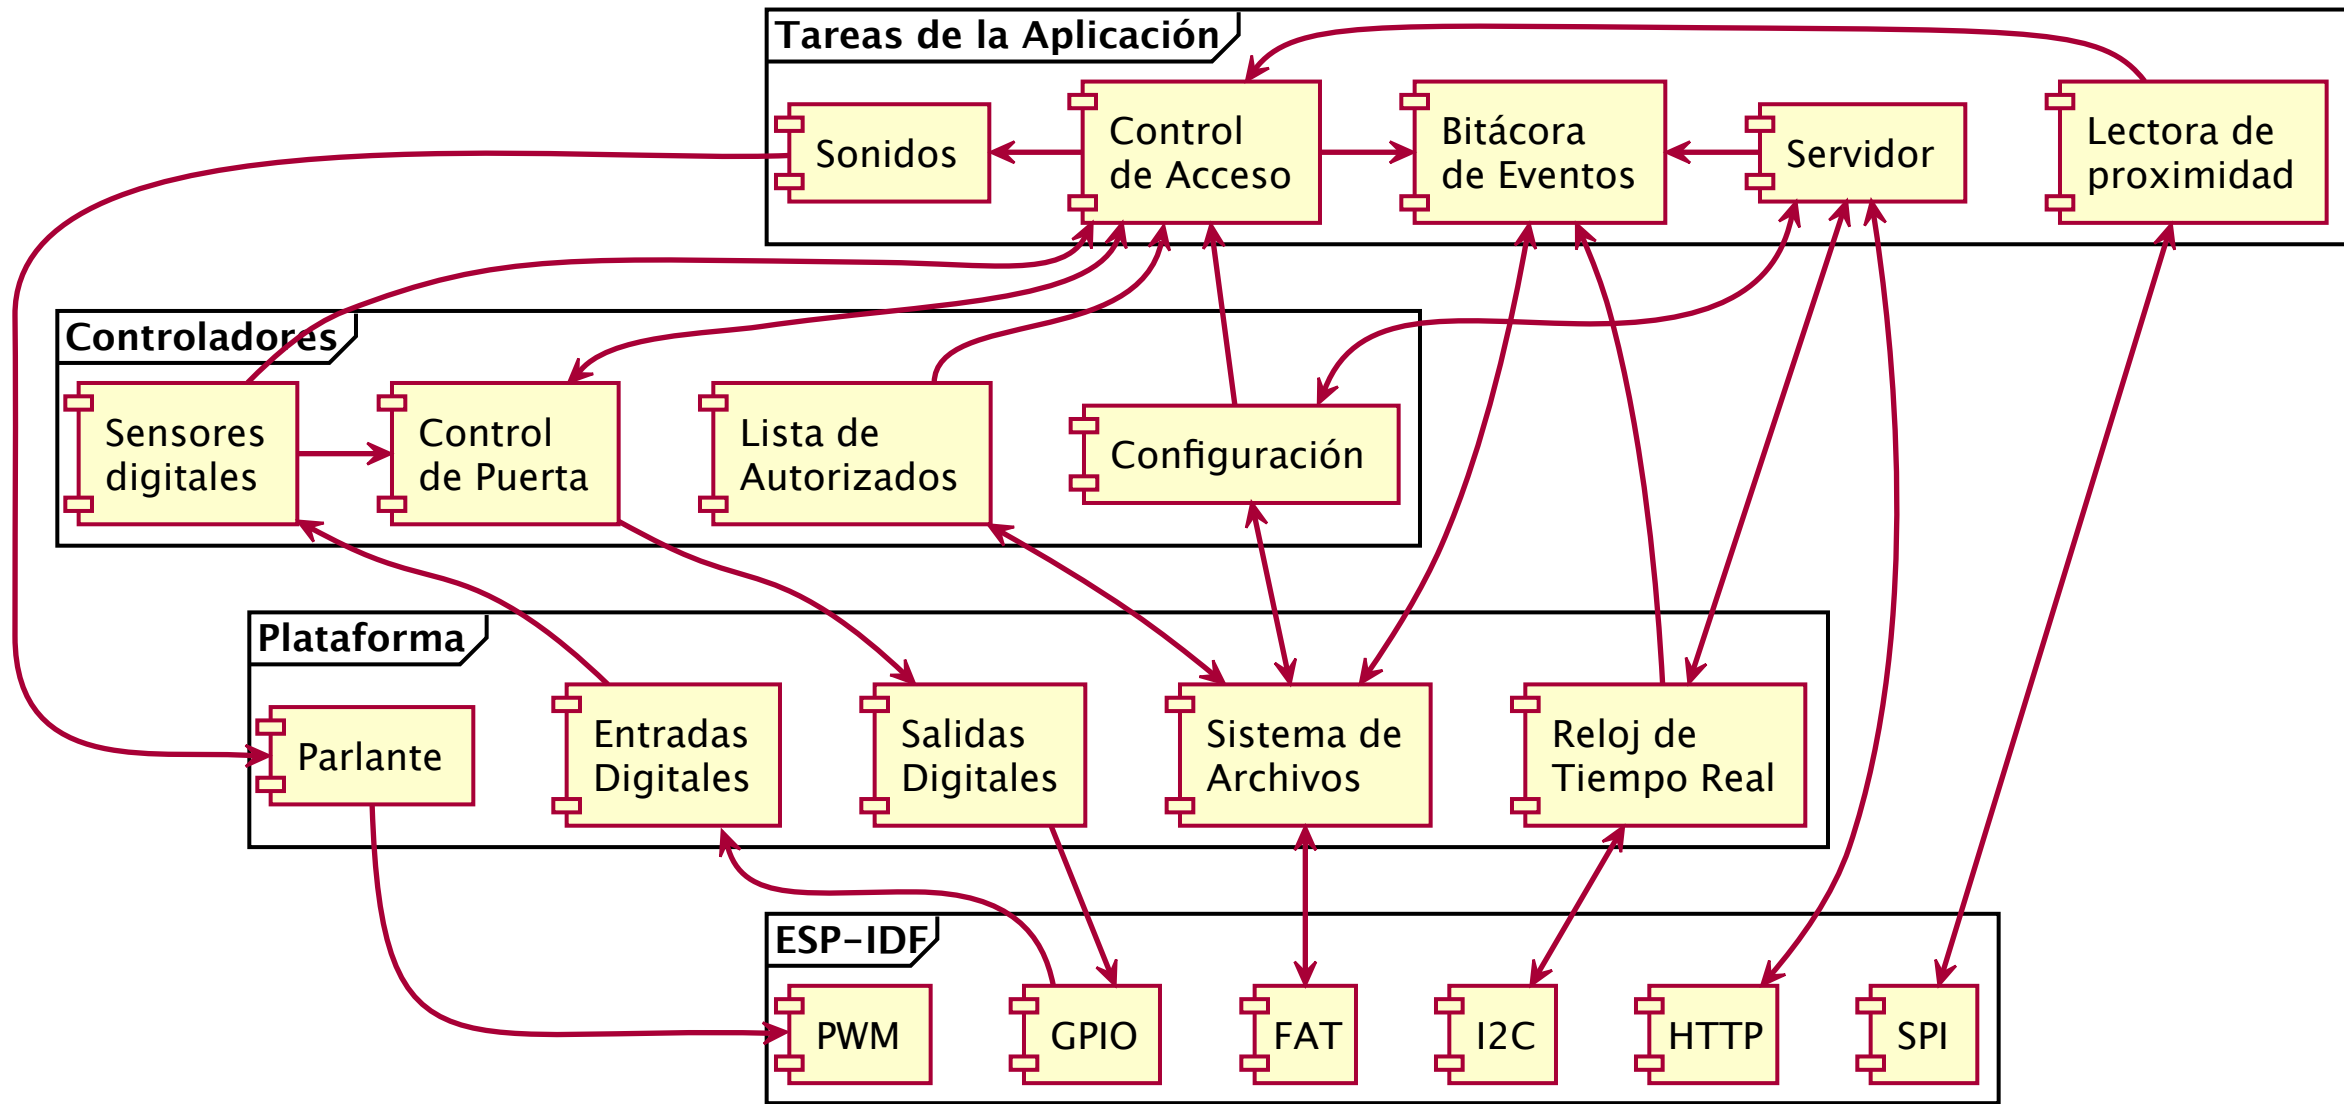 Tareas de la Aplicación
Sonidos
Control
de Acceso
Bitácora
de Eventos
Servidor
Lectora de
proximidad
Controladores
Sensores
digitales
Control
de Puerta
Lista de
Autorizados
Configuración
Plataforma
Parlante
Entradas
Digitales
Salidas
Digitales
Sistema de
Archivos
Reloj de
Tiempo Real
ESP-IDF
PWM
GPIO
FAT
I2C
HTTP
SPI